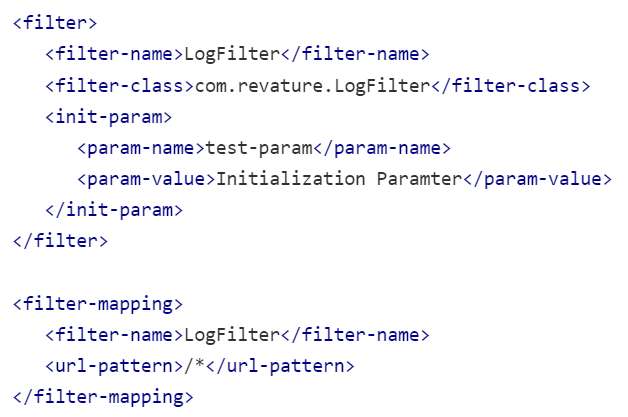 <filter>
   <filter-name>LogFilter</filter-name>
   <filter-class>com.revature.LogFilter</filter-class>
   <init-param>
      <param-name>test-param</param-name>
      <param-value>Initialization Paramter</param-value>
   </init-param>
</filter>

<filter-mapping>
   <filter-name>LogFilter</filter-name>
   <url-pattern>/*</url-pattern>
</filter-mapping>